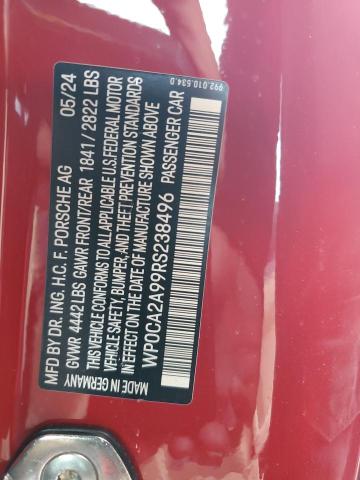 992.010.534.D
MFD BY DR. ING. H.C. F. PORSCHE AG 05/24
GVWR 4442 LBS GAWR FRONT/REAR 1841/2822 LBS
THIS VEHICLE CONFORMS TO ALL APPLICABLE U.S.FEDERAL MOTOR
VEHICLE SAFETY, BUMPER, AND THEFT PREVENTION STANDARDS
IN EFFECT ON THE DATE OF MANUFACTURE SHOWN ABOVE
WP0CA2A99RS238496 PASSENGER CAR
MADE IN GERMANY